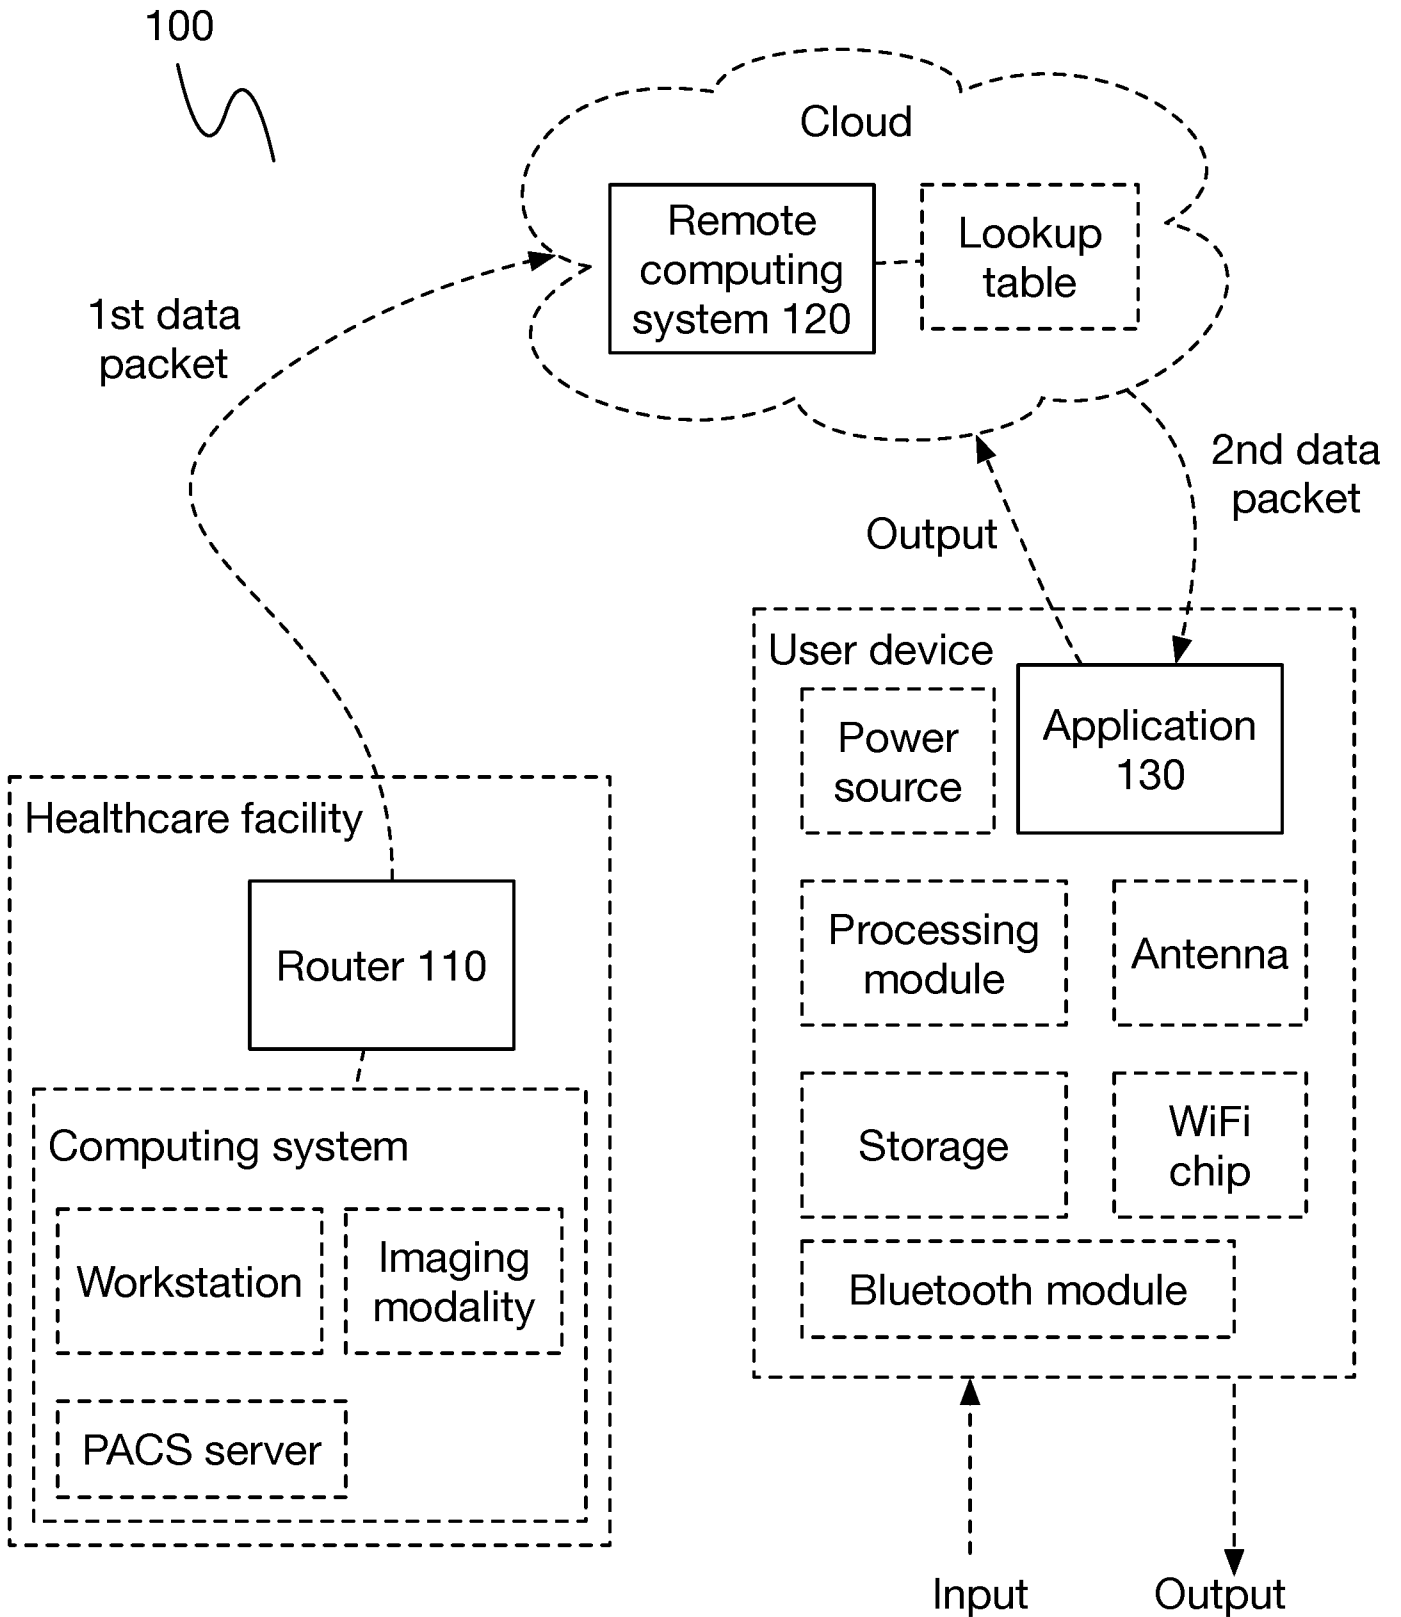 100
Cloud
Remote
computing
system 120
Lookup
table
1st data
packet
2nd data
packet
Output
User device
Power
source
Application
130
Healthcare facility
Router 110
Processing
module
Antenna
Computing system
Storage
WiFi
chip
Workstation
Imaging
modality
Bluetooth module
PACS server
Input
Output